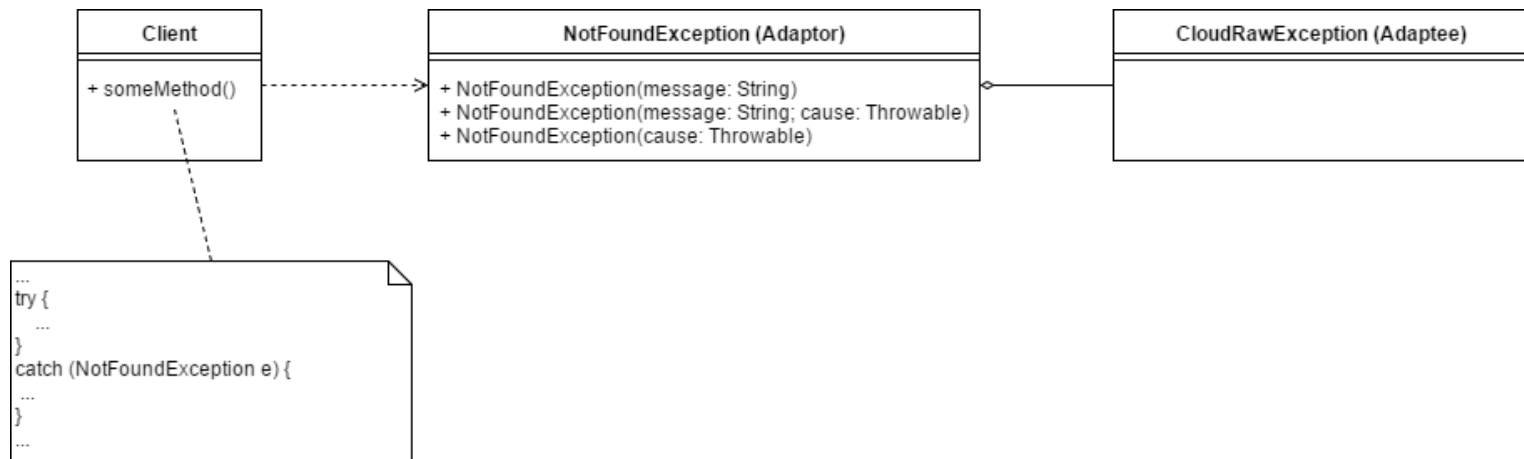 Client
+ someMethod()
NotFoundException (Adaptor)
+ NotFoundException(message: String)
+ NotFoundException(message: String; cause: Throwable)
+ NotFoundException(cause: Throwable)
CloudRawException (Adaptee)
...
try {
...
}
catch (NotFoundException e) {
...
}
...